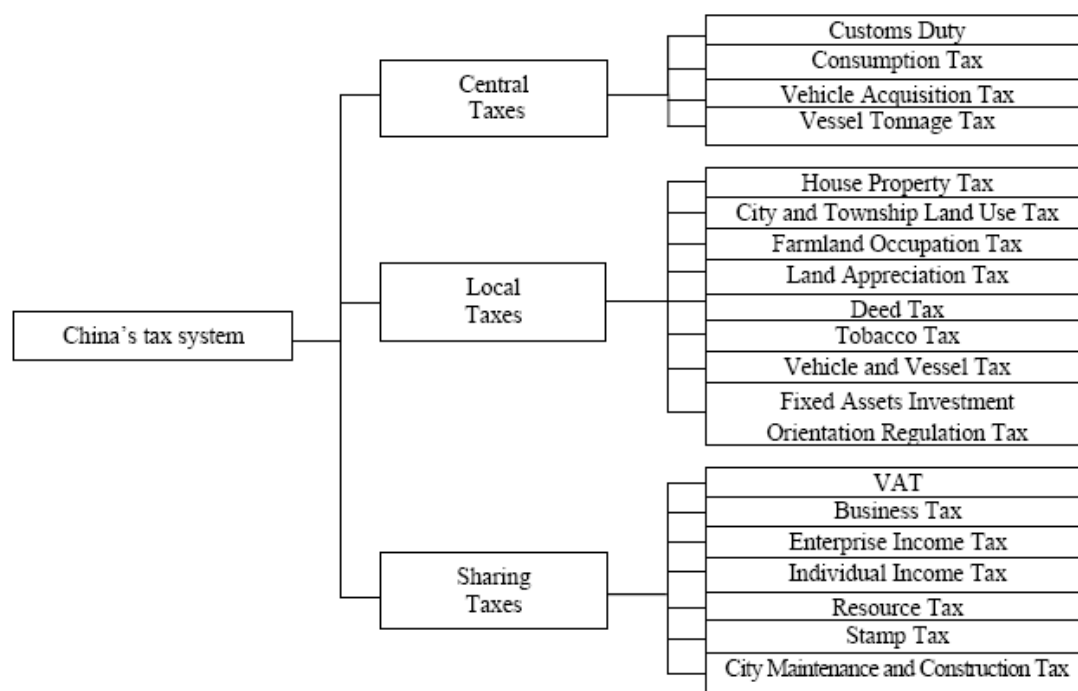 China's tax system
Central
Taxes
Customs Duty
Consumption Tax
Vehicle Acquisition Tax
Vessel Tonnage Tax
Local
Taxes
House Property Tax
City and Township Land Use Tax
Farmland Occupation Tax
Land Appreciation Tax
Deed Tax
Tobacco Tax
Vehicle and Vessel Tax
Fixed Assets Investment
Orientation Regulation Tax
Sharing
Taxes
VAT
Business Tax
Enterprise Income Tax
Individual Income Tax
Resource Tax
Stamp Tax
City Maintenance and Construction Tax